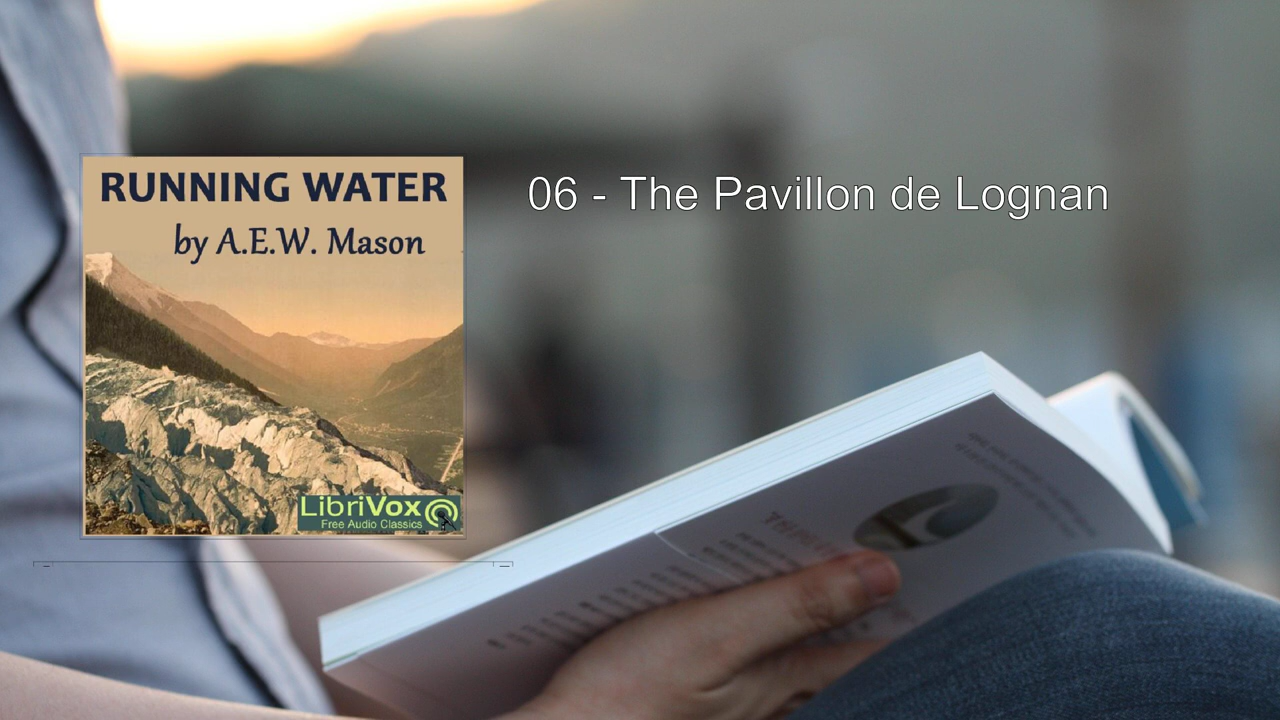 RUNNING WATER
by A.E.W. Mason
LibriVox
Free Audio Classics
06 - The Pavillon de Lognan